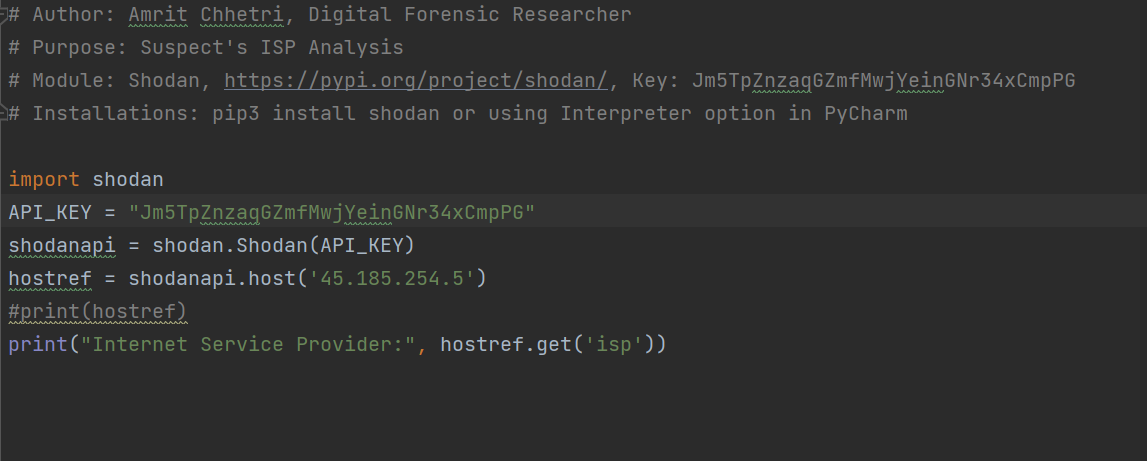 # Author: Amrit Chhetri, Digital Forensic Researcher
# Purpose: Suspect's ISP Analysis
# Module: Shodan, https://pypi.org/project/shodan/, Key: Jm5TpZnzaqGZmfMwjYeinGNr34xCmpPG
# Installations: pip3 install shodan or using Interpreter option in PyCharm
import shodan
API_KEY = "Jm5TpZnzaqGZmfMwjYeinGNr34xCmpPG"
shodanapi = shodan.Shodan(API_KEY)
hostref = shodanapi.host('45.185.254.5')
#print(hostref)
print("Internet Service Provider:", hostref.get('isp'))